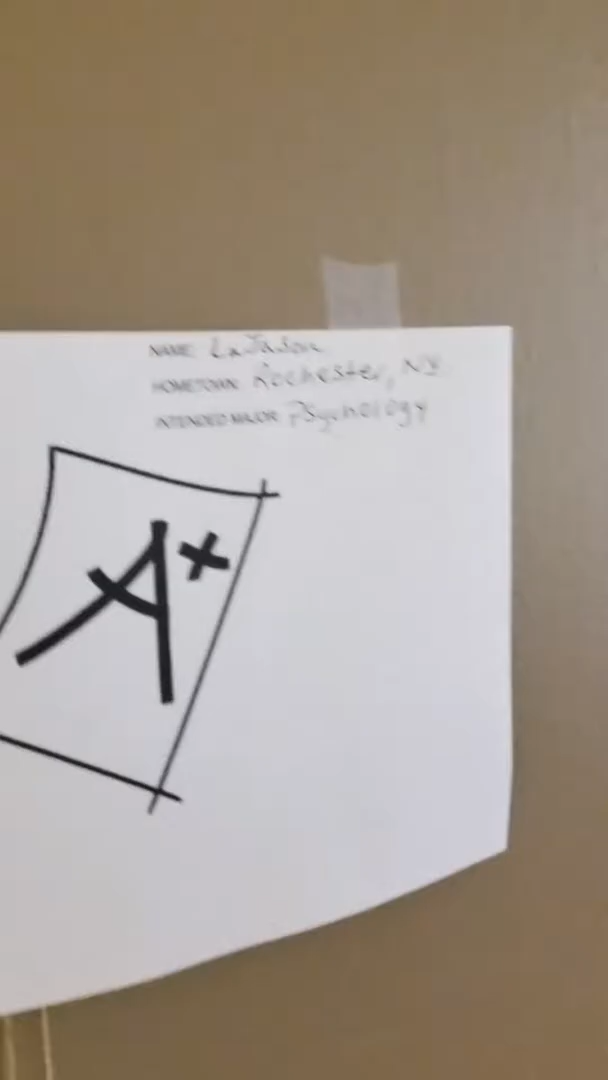 NAME: LaJason
HOMETOWN: Rochester, NY
INTENDED MAJOR: Psychology
A+